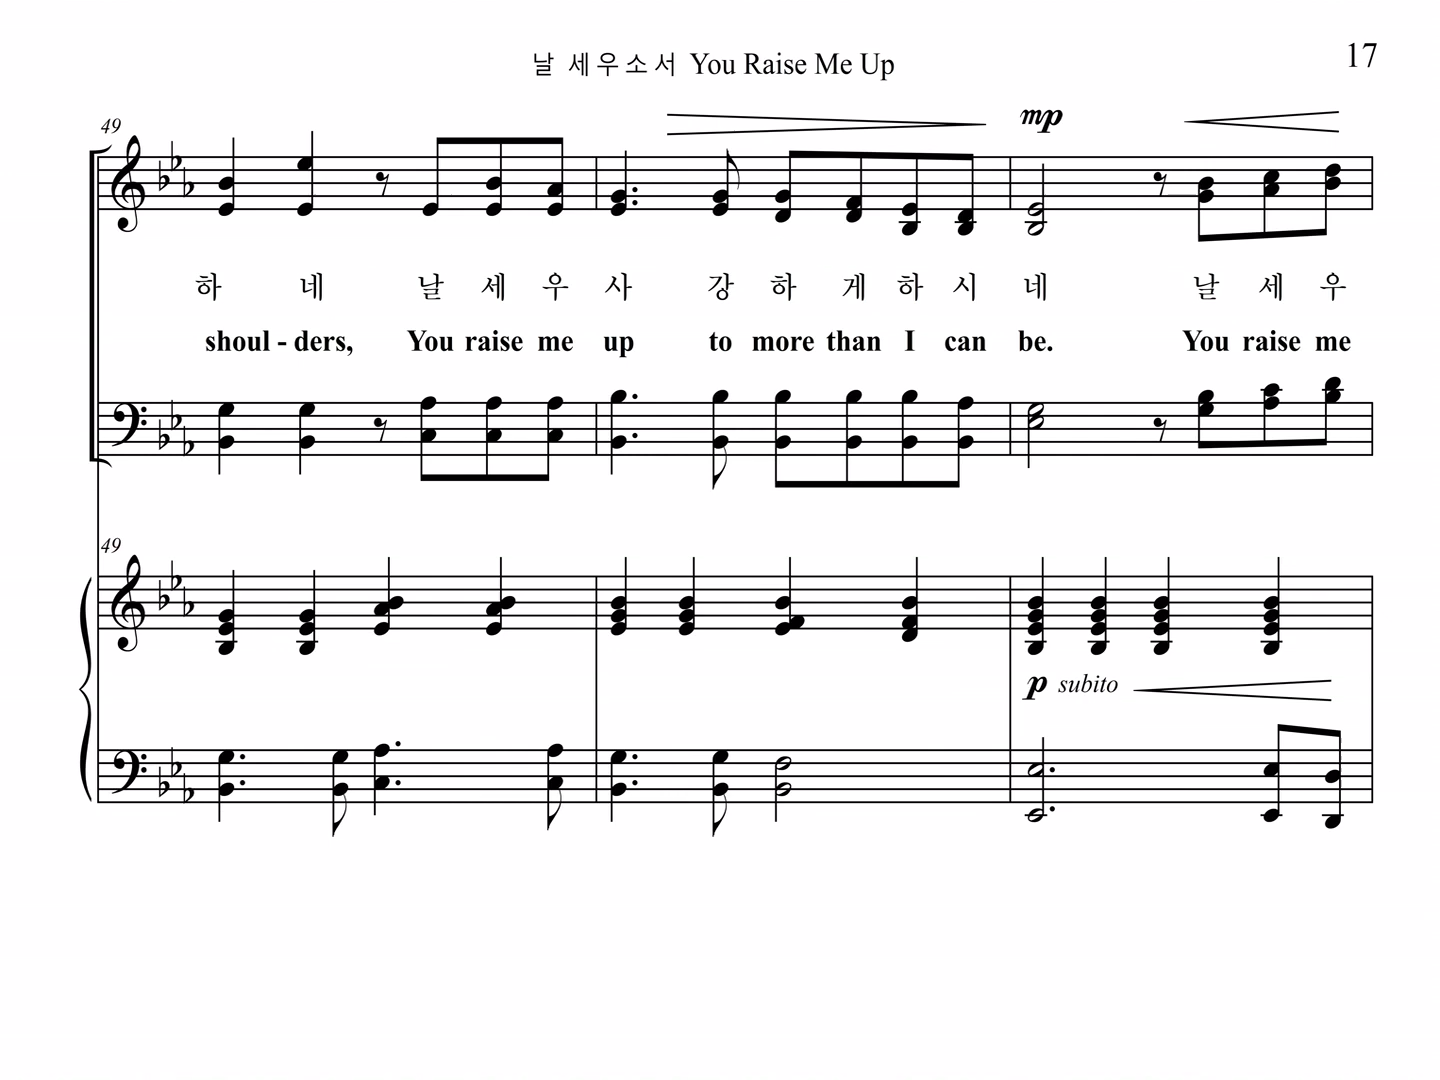 날 세우소서 You Raise Me Up
17
49
mp
하 네 날 세 우 사 강 하 게 하 시 네 날 세 우
shoul - ders, You raise me up to more than I can be. You raise me
49
p subito